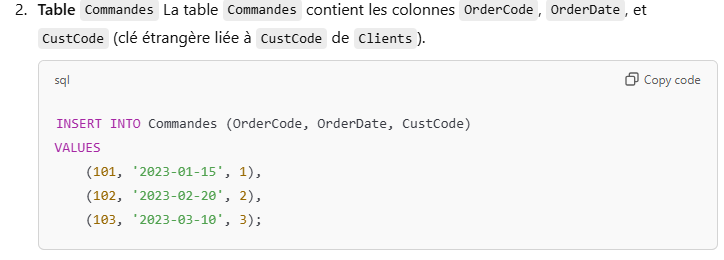 2. Table Commandes La table Commandes contient les colonnes OrderCode, OrderDate, et
CustCode (clé étrangère liée à CustCode de Clients).
sql
Copy code
INSERT INTO Commandes (OrderCode, OrderDate, CustCode)
VALUES
(101, '2023-01-15', 1),
(102, '2023-02-20', 2),
(103, '2023-03-10', 3);